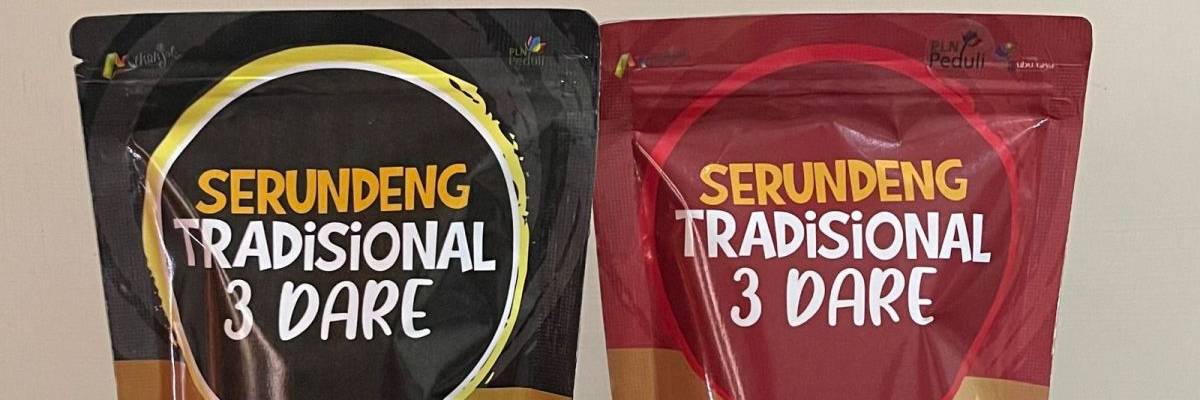 PLN
Peduli
SERUNDENG
TRADiSiONAL
3 DARE
PLN
Peduli
SERUNDENG
TRADiSiONAL
3 DARE